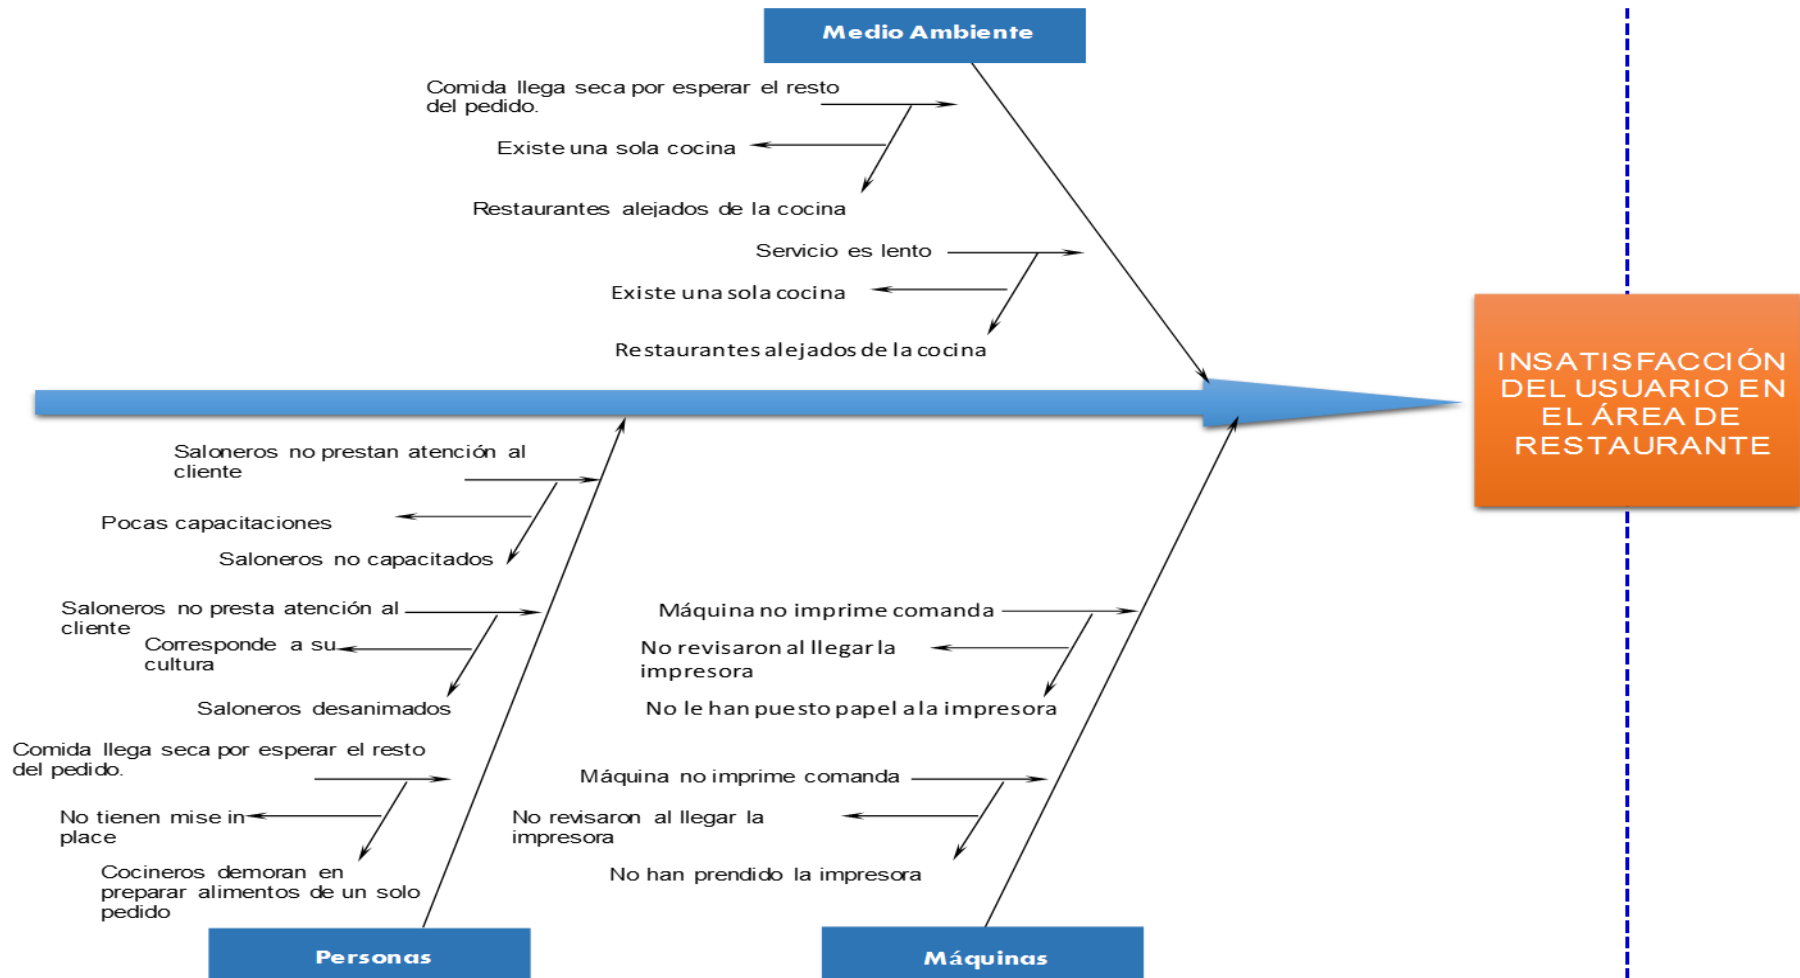 Medio Ambiente
Comida llega seca por esperar el resto
del pedido.
Existe una sola cocina
Restaurantes alejados de la cocina
Servicio es lento
Existe una sola cocina
Restaurantes alejados de la cocina
INSATISFACCIÓN
DEL USUARIO EN
EL ÁREA DE
RESTAURANTE
Saloneros no prestan atención al
cliente
Pocas capacitaciones
Saloneros no capacitados
Saloneros no presta atención al
cliente
Corresponde a su
cultura
Saloneros desanimados
Comida llega seca por esperar el resto
del pedido.
No tienen mise in
place
Cocineros demoran en
preparar alimentos de un solo
pedido
Personas
Máquina no imprime comanda
No revisaron al llegar la
impresora
No le han puesto papel a la impresora
Máquina no imprime comanda
No revisaron al llegar la
impresora
No han prendido la impresora
Máquinas